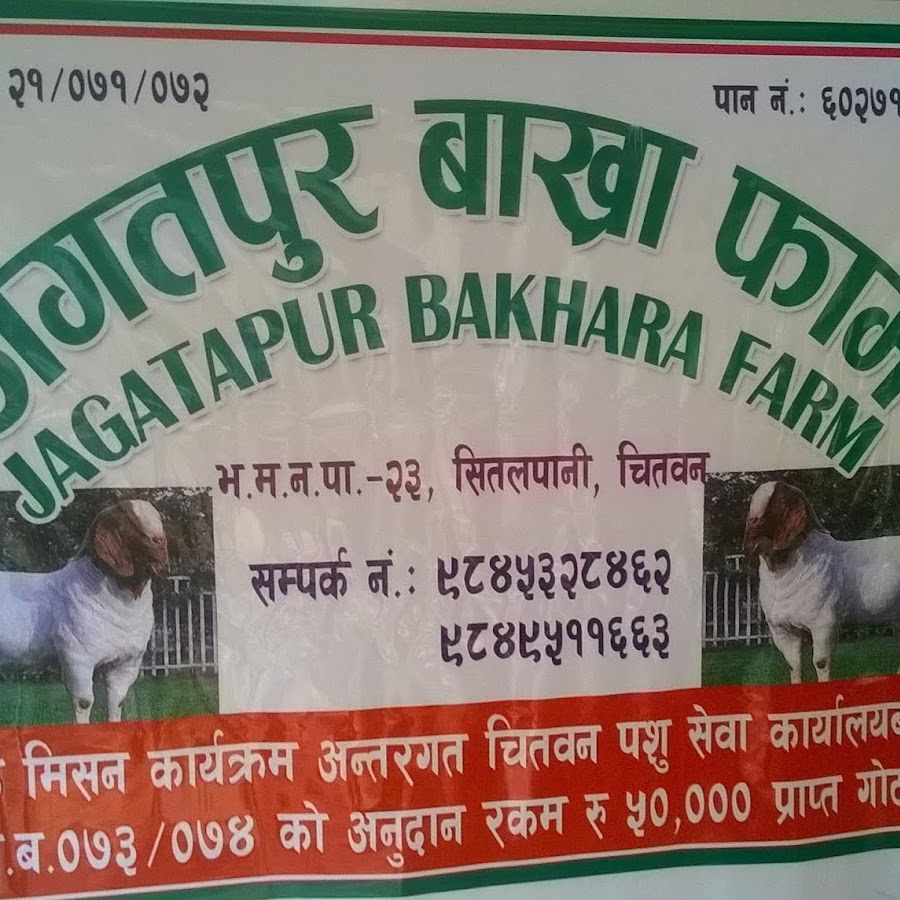 २१/०७१/०७२
पान नं.: ६०२७१
जगतपुर बाख्रा फार्म
JAGATAPUR BAKHARA FARM
भ.म.न.पा.-२३, सितलपानी, चितवन
सम्पर्क नं.: ९८४५३२८४६२
९८४९५११६६३
मिसन कार्यक्रम अन्तरगत चितवन पशु सेवा कार्यालयब
.ब.०७३/०७४ को अनुदान रकम रु ५०,००० प्राप्त गोट